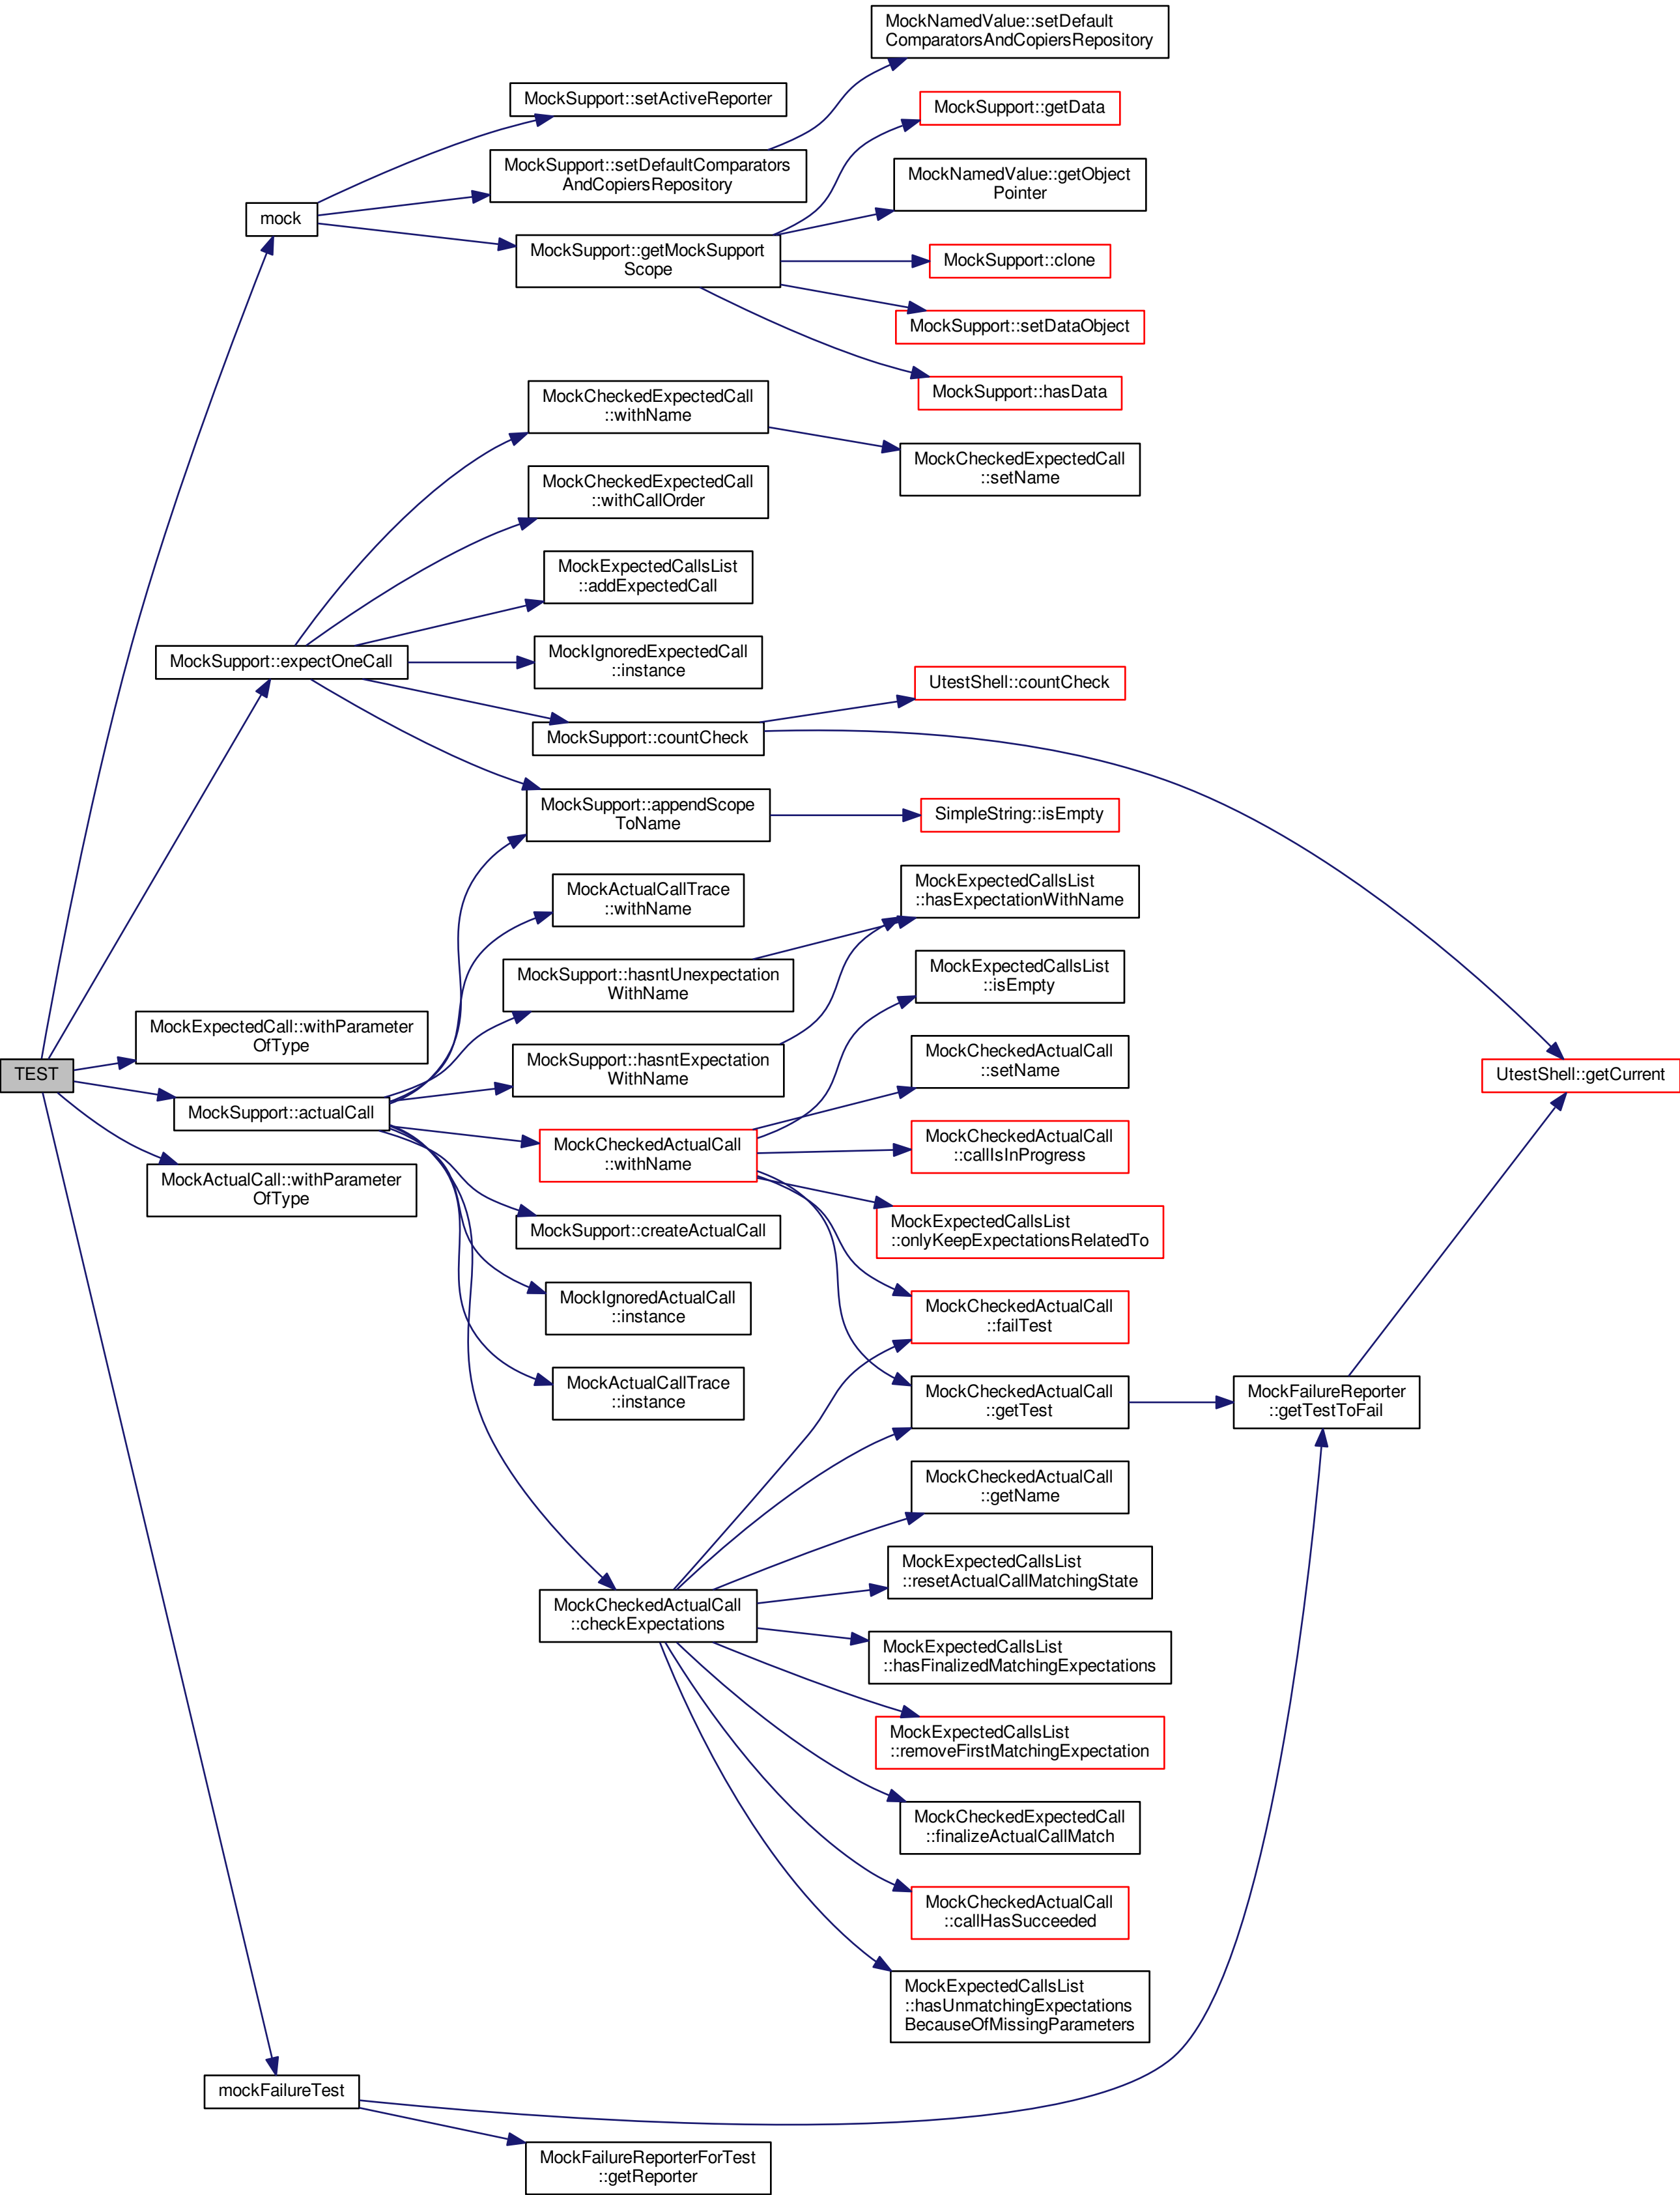 MockNamedValue::setDefault
ComparatorsAndCopiersRepository
MockSupport::setActiveReporter
MockSupport::getData
MockSupport::setDefaultComparators
AndCopiersRepository
MockNamedValue::getObject
Pointer
mock
MockSupport::getMockSupport
Scope
MockSupport::clone
MockSupport::setDataObject
MockSupport::hasData
MockCheckedExpectedCall
::withName
MockCheckedExpectedCall
::setName
MockCheckedExpectedCall
::withCallOrder
MockExpectedCallsList
::addExpectedCall
MockSupport::expectOneCall
MockIgnoredExpectedCall
::instance
UtestShell::countCheck
MockSupport::countCheck
MockSupport::appendScope
ToName
SimpleString::isEmpty
MockActualCallTrace
::withName
MockExpectedCallsList
::hasExpectationWithName
MockSupport::hasntUnexpectation
WithName
MockExpectedCallsList
::isEmpty
MockExpectedCall::withParameter
OfType
TEST
MockSupport::hasntExpectation
WithName
MockCheckedActualCall
::setName
UtestShell::getCurrent
MockSupport::actualCall
MockCheckedActualCall
::withName
MockCheckedActualCall
::callIsInProgress
MockActualCall::withParameter
OfType
MockSupport::createActualCall
MockExpectedCallsList
::onlyKeepExpectationsRelatedTo
MockIgnoredActualCall
::instance
MockCheckedActualCall
::failTest
MockActualCallTrace
::instance
MockCheckedActualCall
::getTest
MockFailureReporter
::getTestToFail
MockCheckedActualCall
::getName
MockExpectedCallsList
::resetActualCallMatchingState
MockCheckedActualCall
::checkExpectations
MockExpectedCallsList
::hasFinalizedMatchingExpectations
MockExpectedCallsList
::removeFirstMatchingExpectation
MockCheckedExpectedCall
::finalizeActualCallMatch
MockCheckedActualCall
::callHasSucceeded
MockExpectedCallsList
::hasUnmatchingExpectations
BecauseOfMissingParameters
mockFailureTest
MockFailureReporterForTest
::getReporter